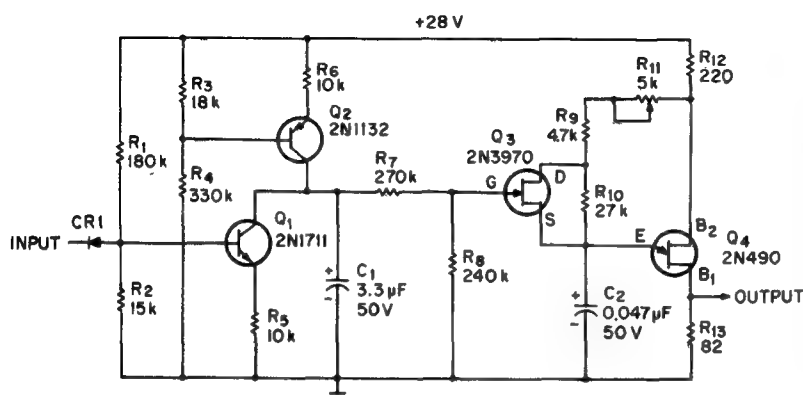 +28 V
R12
220
R11
5k
R6
10k
R3
18k
Q2
2N1132
R9
4.7k
Q3
2N3970
R1
180k
R4
330k
R7
270k
G
D
S
R10
27k
CR1
INPUT
Q1
2N1711
E
B2
Q4
2N490
B1
R8
240k
C1
3.3µF
50V
+
-
C2
0.047µF
50V
+
-
OUTPUT
R2
15k
R5
10k
R13
82